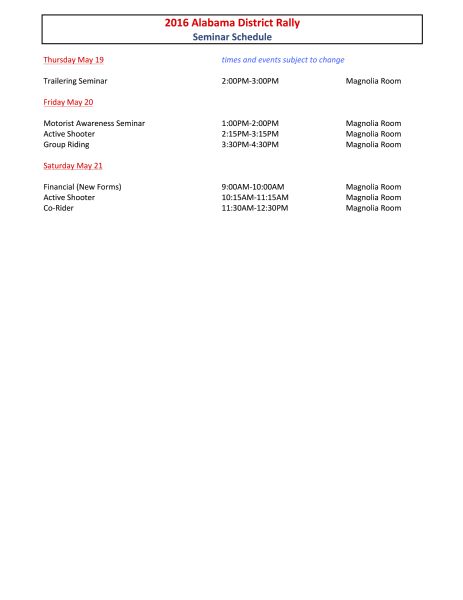 2016 Alabama District Rally
Seminar Schedule
Thursday May 19 times and events subject to change
Trailering Seminar 2:00PM-3:00PM Magnolia Room
Friday May 20
Motorist Awareness Seminar 1:00PM-2:00PM Magnolia Room
Active Shooter 2:15PM-3:15PM Magnolia Room
Group Riding 3:30PM-4:30PM Magnolia Room
Saturday May 21
Financial (New Forms) 9:00AM-10:00AM Magnolia Room
Active Shooter 10:15AM-11:15AM Magnolia Room
Co-Rider 11:30AM-12:30PM Magnolia Room